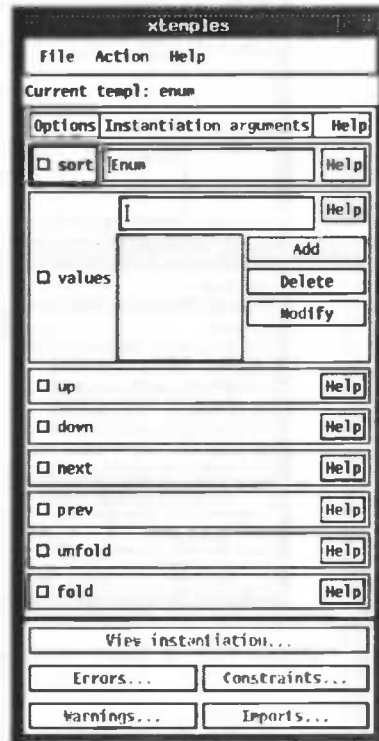 xtemples
File Action Help
Current templ: enum
Options Instantiation arguments Help
sort Enum Help
Help
Add
values Delete
Modify
up Help
down Help
next Help
prev Help
unfold Help
fold Help
View instantiation...
Errors... Constraints...
Warnings... Imports...